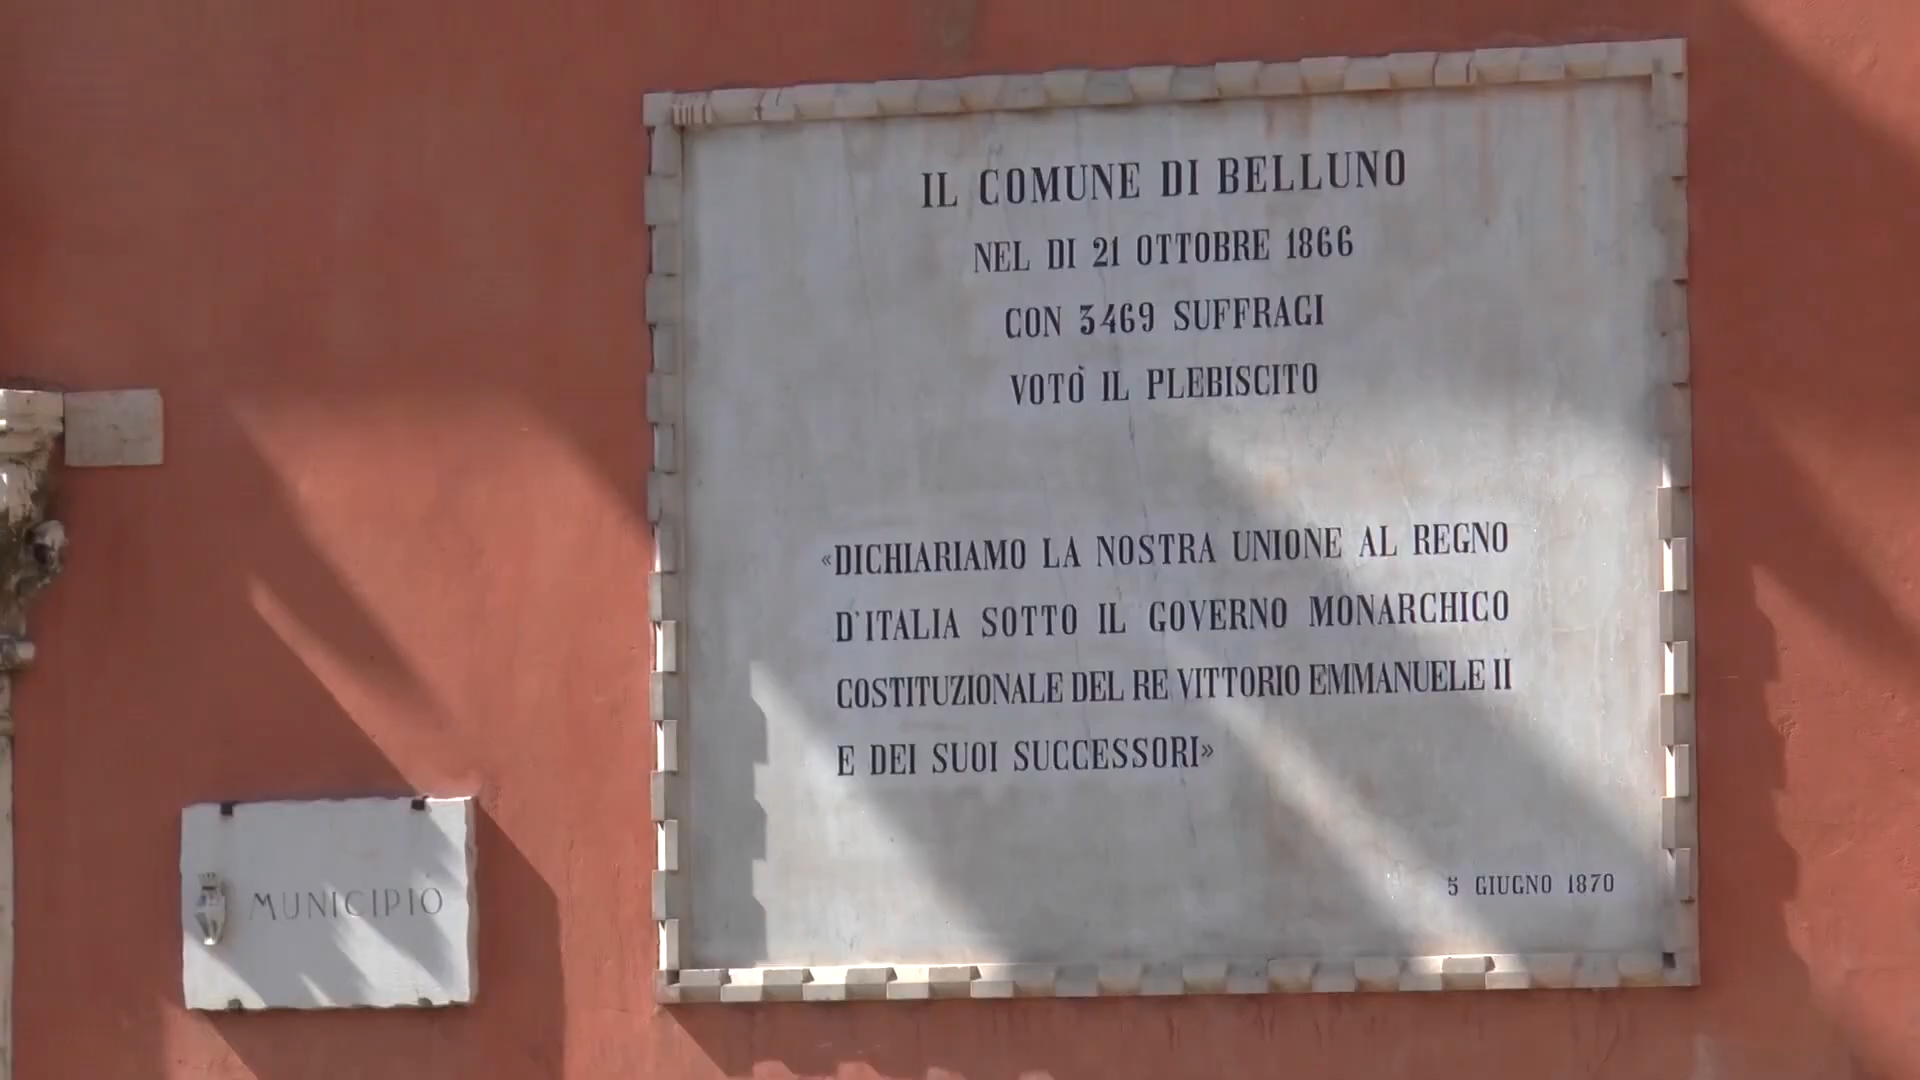 IL COMUNE DI BELLUNO
NEL DI 21 OTTOBRE 1866
CON 3469 SUFFRAGI
VOTÒ IL PLEBISCITO
«DICHIARIAMO LA NOSTRA UNIONE AL REGNO
D'ITALIA SOTTO IL GOVERNO MONARCHICO
COSTITUZIONALE DEL RE VITTORIO EMMANUELE II
E DEI SUOI SUCCESSORI»
5 GIUGNO 1870
MUNICIPIO